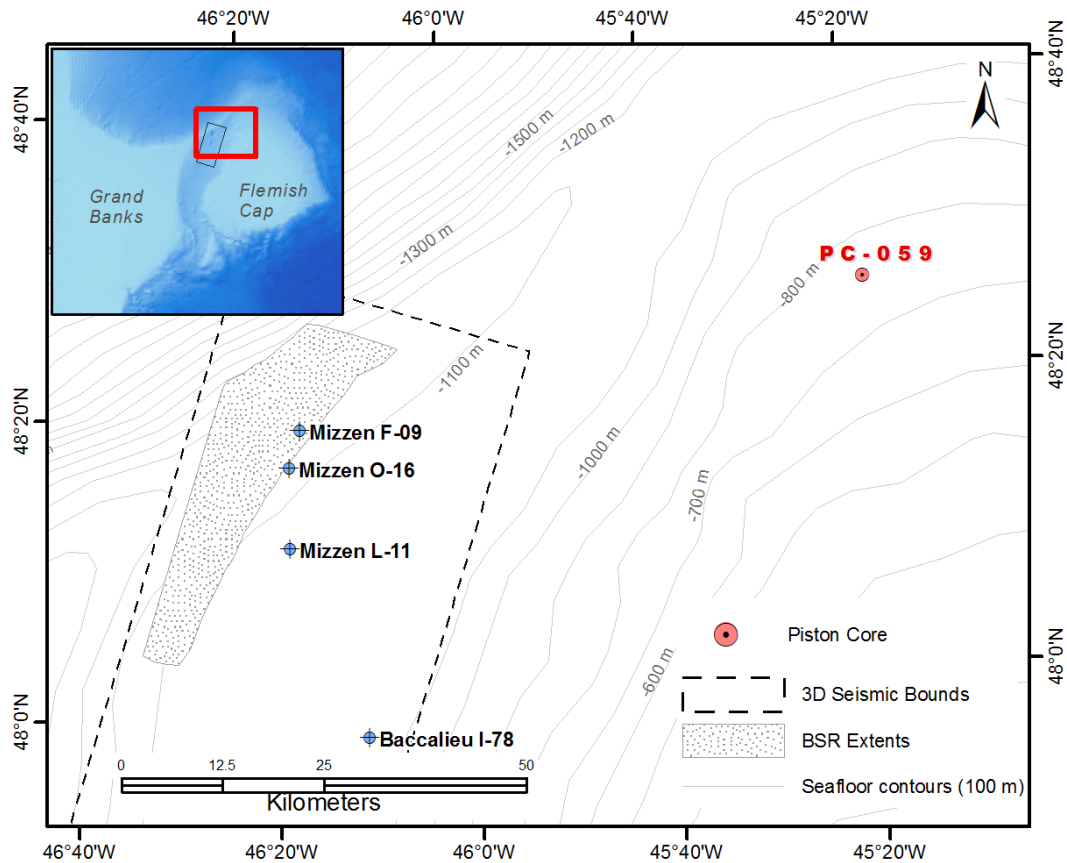 46°20'W
46°0'W
45°40'W
45°20'W
48°40'N
48°40'N
N
Grand
Banks
Flemish
Cap
-1500 m
-1200 m
-1300 m
PC-059
-800 m
-1100 m
48°20'N
48°20'N
Mizzen F-09
Mizzen O-16
-1000 m
-700 m
Mizzen L-11
Piston Core
-600 m
48°0'N
3D Seismic Bounds
48°0'N
Baccalieu I-78
BSR Extents
0
12.5
25
50
Seafloor contours (100 m)
Kilometers
46°40'W
46°20'W
46°0'W
45°40'W
45°20'W